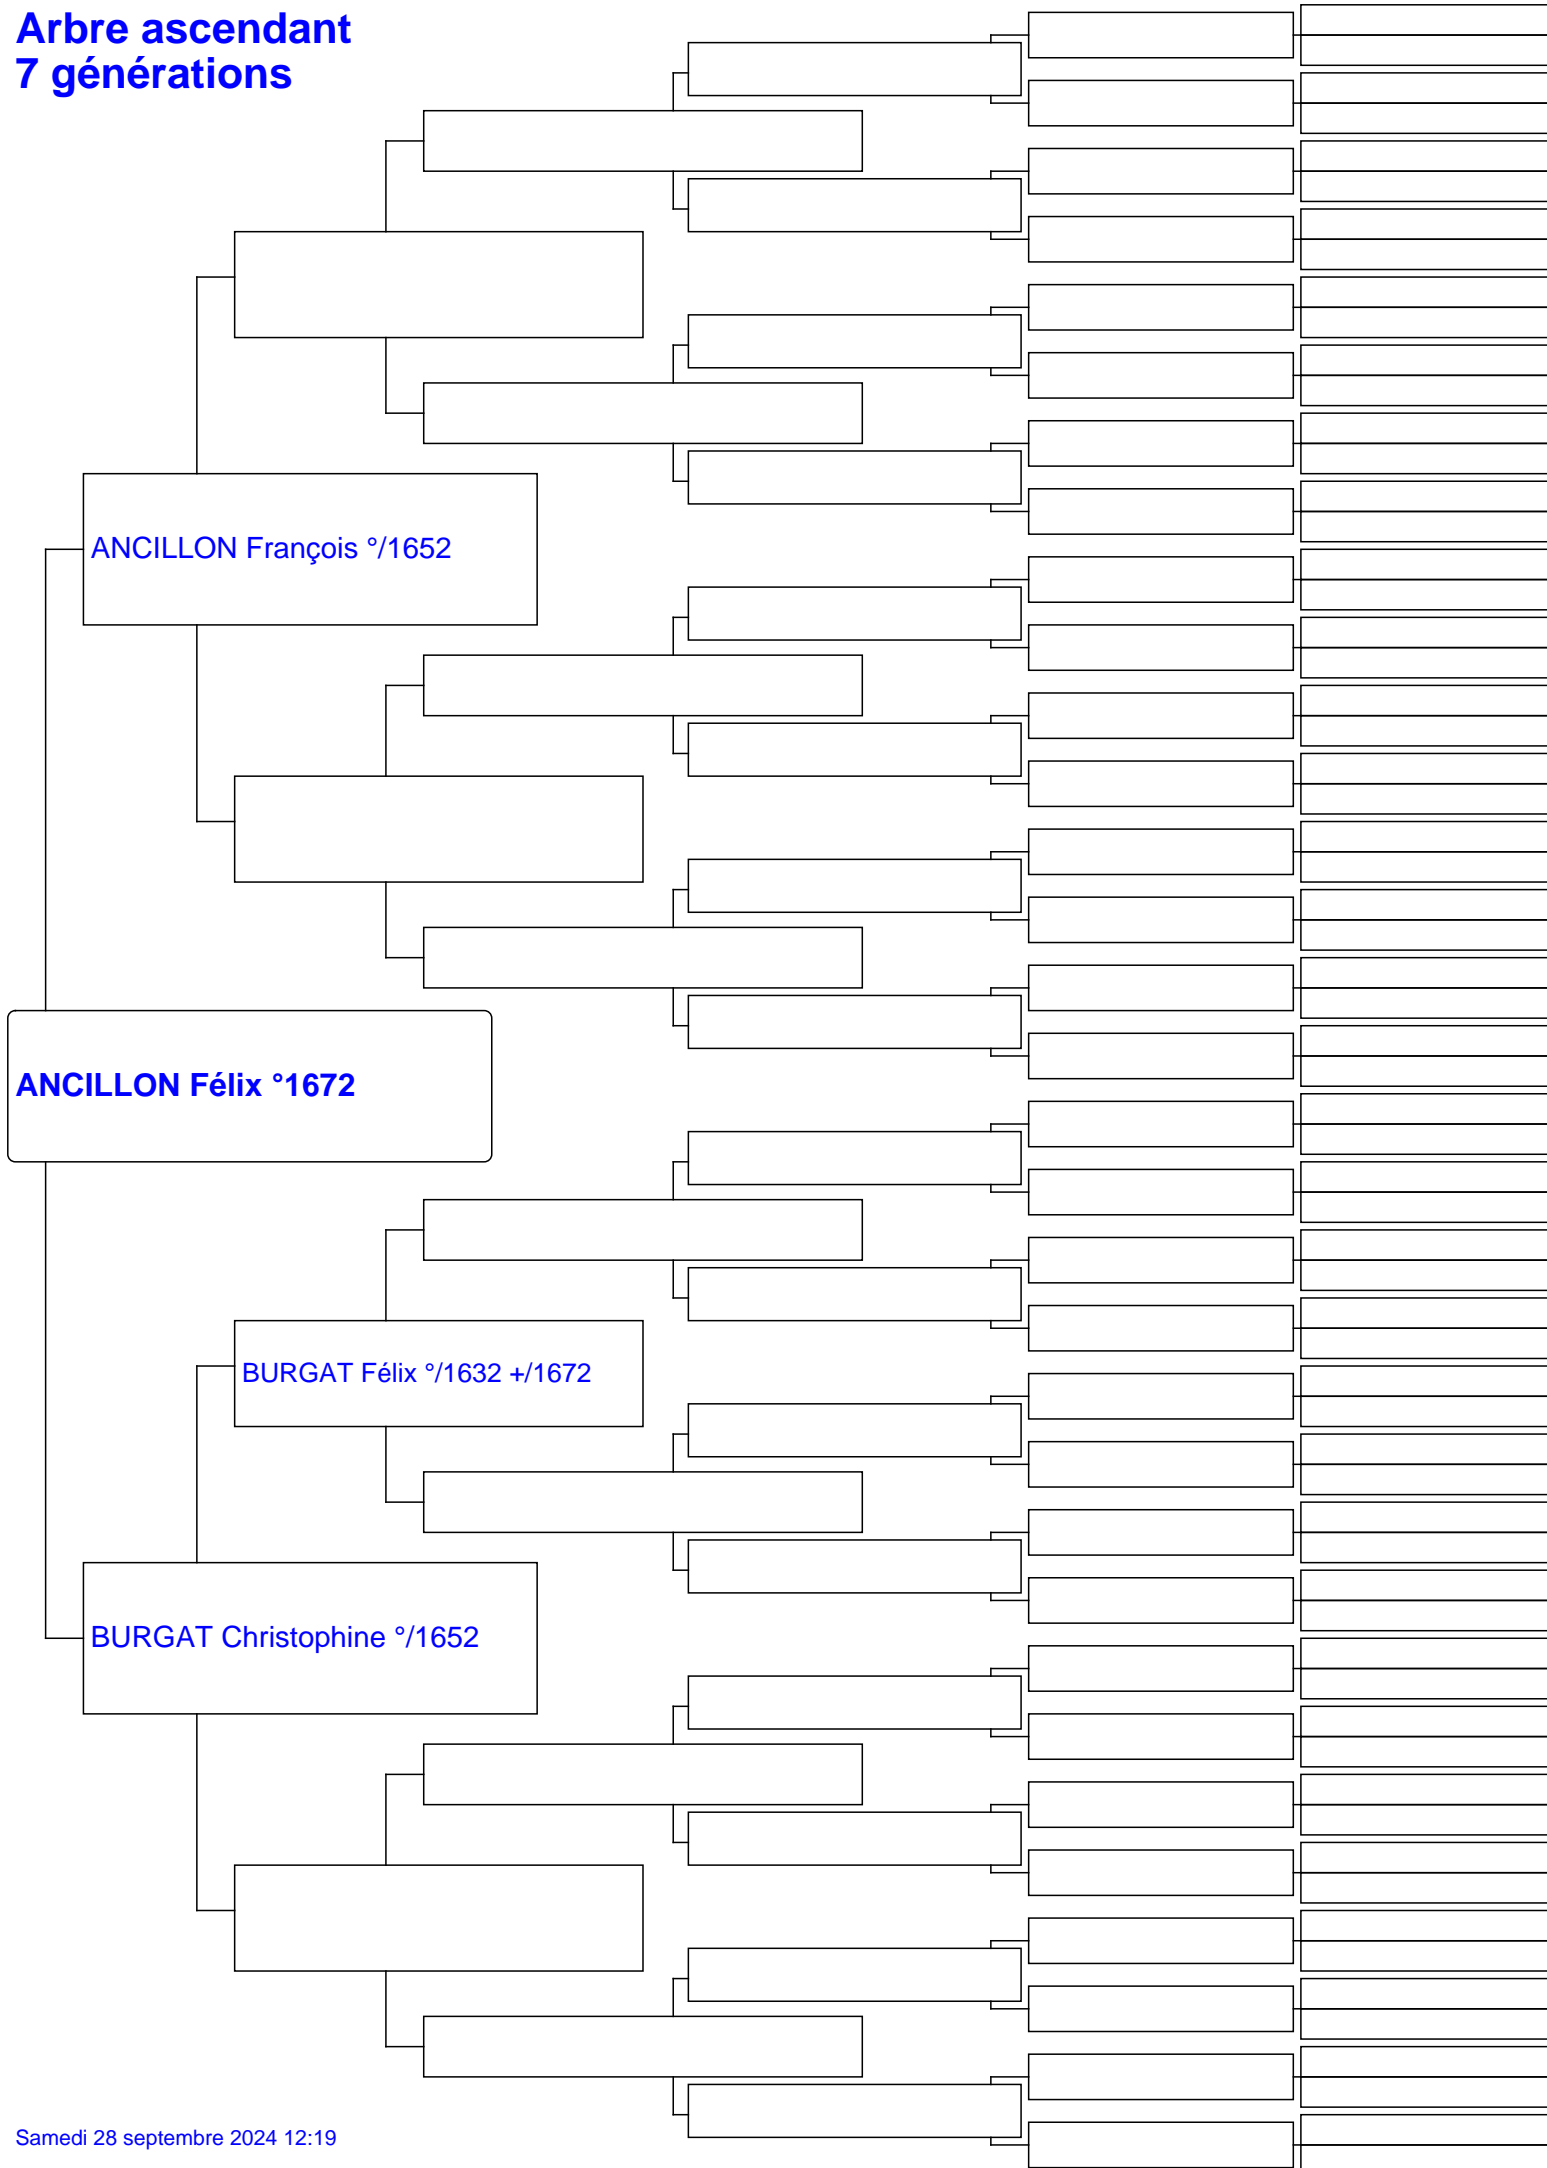 Arbre ascendant
7 générations
ANCILLON François °/1652
ANCILLON Félix °1672
BURGAT Félix °/1632 +/1672
BURGAT Christophine °/1652
Samedi 28 septembre 2024 12:19